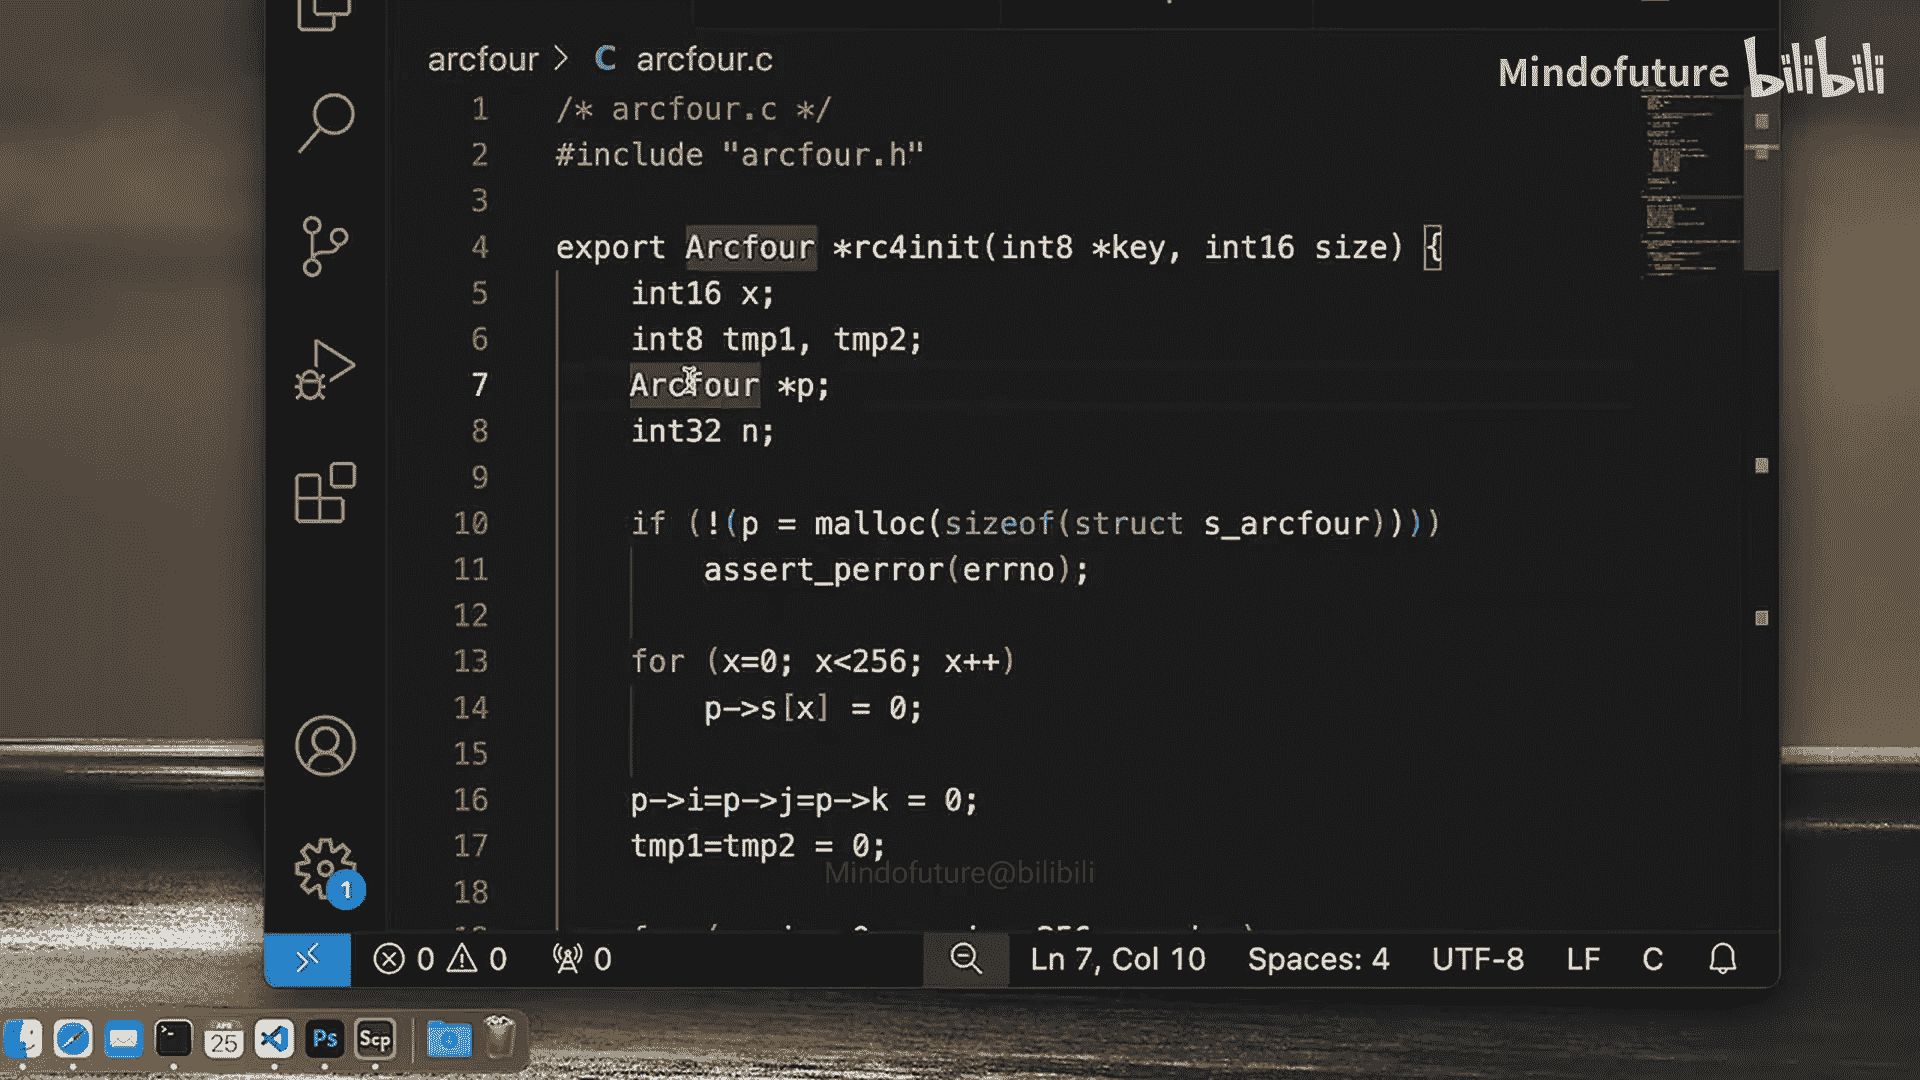 Mindofuture bilibili
arcfour > C arcfour.c
1 /* arcfour.c */
2 #include "arcfour.h"
3
4 export Arcfour *rc4init(int8 *key, int16 size) {
5 int16 x;
6 int8 tmp1, tmp2;
7 Arcfour *p;
8 int32 n;
9
10 if (!(p = malloc(sizeof(struct s_arcfour))))
11 assert_perror(errno);
12
13 for (x=0; x<256; x++)
14 p->s[x] = 0;
15
16 p->i=p->j=p->k = 0;
17 tmp1=tmp2 = 0;
Mindofuture@bilibili
18
1
0 0 0 Ln 7, Col 10 Spaces: 4 UTF-8 LF C
APR
25 Ps Scp